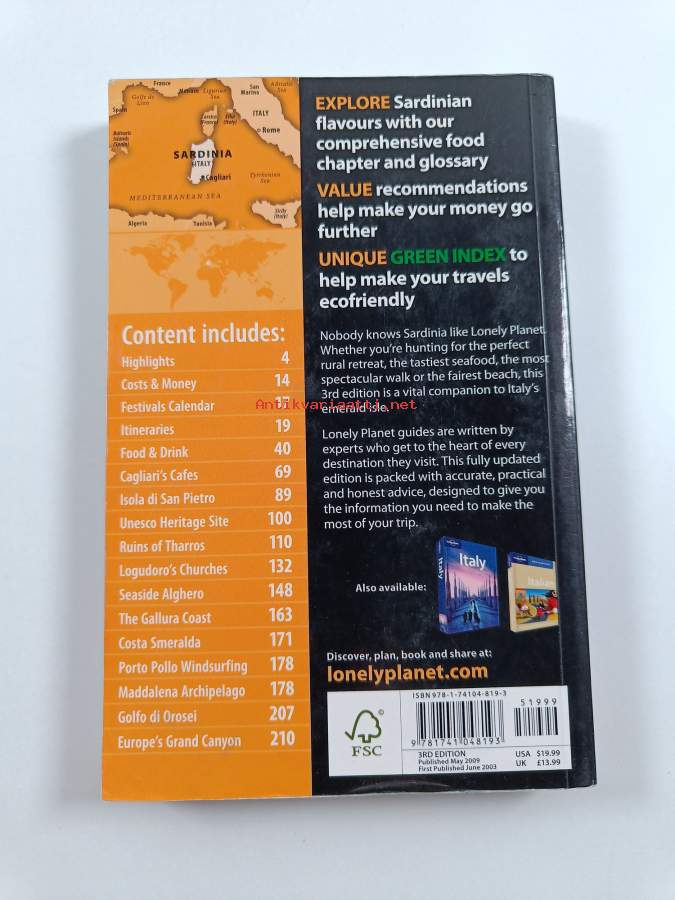 France
Golfe de Lion
Monaco
Ligurian Sea
San Marino
Adriatic Sea
Spain
Corsica (France)
Elba (Italy)
ITALY
Rome
Balearic Islands (Spain)
SARDINIA
(ITALY)
Cagliari
Tyrrhenian Sea
MEDITERRANEAN SEA
Sicily (Italy)
Algeria
Tunisia
Content includes:
Highlights 4
Costs & Money 14
Festivals Calendar
Itineraries 19
Food & Drink 40
Cagliari's Cafes 69
Isola di San Pietro 89
Unesco Heritage Site 100
Ruins of Tharros 110
Logudoro's Churches 132
Seaside Alghero 148
The Gallura Coast 163
Costa Smeralda 171
Porto Pollo Windsurfing 178
Maddalena Archipelago 178
Golfo di Orosei 207
Europe's Grand Canyon 210
EXPLORE Sardinian
flavours with our
comprehensive food
chapter and glossary
VALUE recommendations
help make your money go
further
UNIQUE GREEN INDEX to
help make your travels
ecofriendly
Nobody knows Sardinia like Lonely Planet.
Whether you're hunting for the perfect
rural retreat, the tastiest seafood, the most
spectacular walk or the fairest beach, this
3rd edition is a vital companion to Italy's
emerald isle.
Antikvariaatti.net
Lonely Planet guides are written by
experts who get to the heart of every
destination they visit. This fully updated
edition is packed with accurate, practical
and honest advice, designed to give you
the information you need to make the
most of your trip.
Also available:
Italy
Italy
Italian
Discover, plan, book and share at:
lonelyplanet.com
ISBN 978-1-74104-819-3
51999
9 781741 048193
FSC
3RD EDITION
Published May 2009
First Published June 2003
USA $19.99
UK £13.99